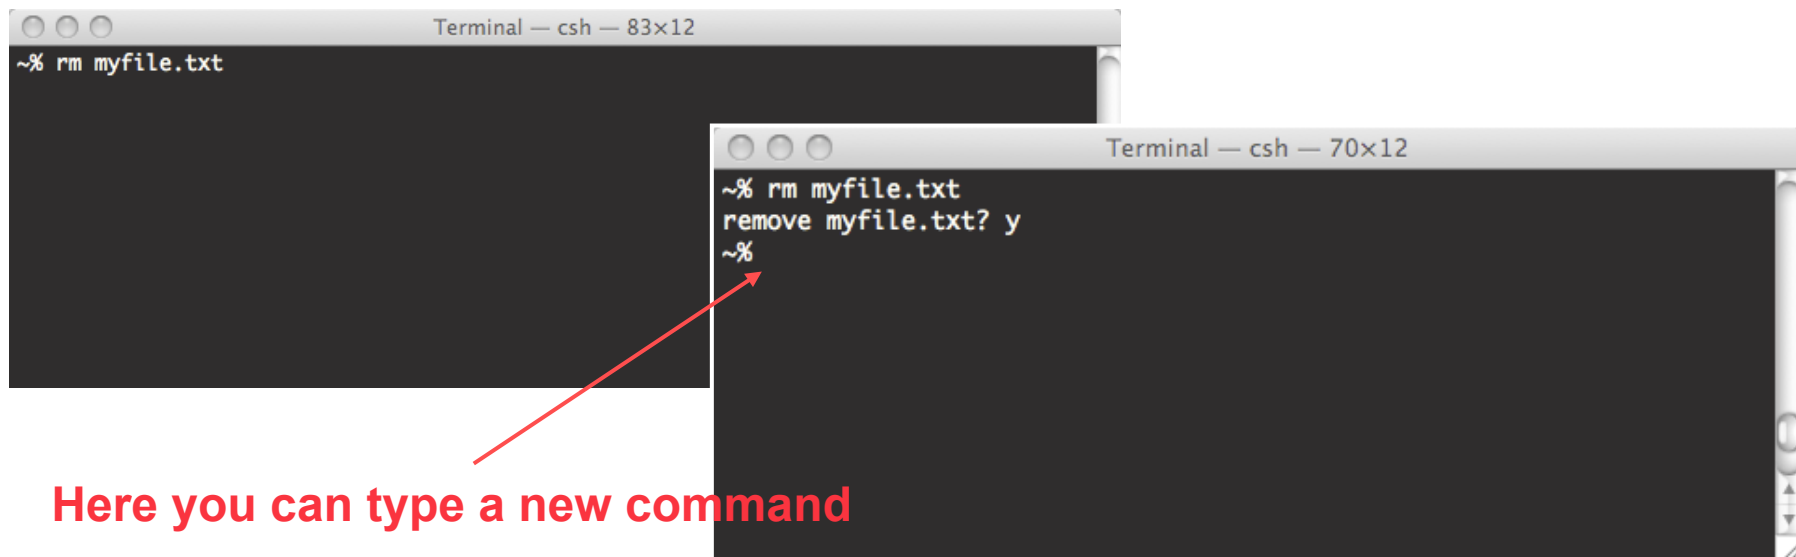 Terminal — csh — 83×12
~% rm myfile.txt
Terminal — csh — 70×12
~% rm myfile.txt
remove myfile.txt? y
~%
Here you can type a new command